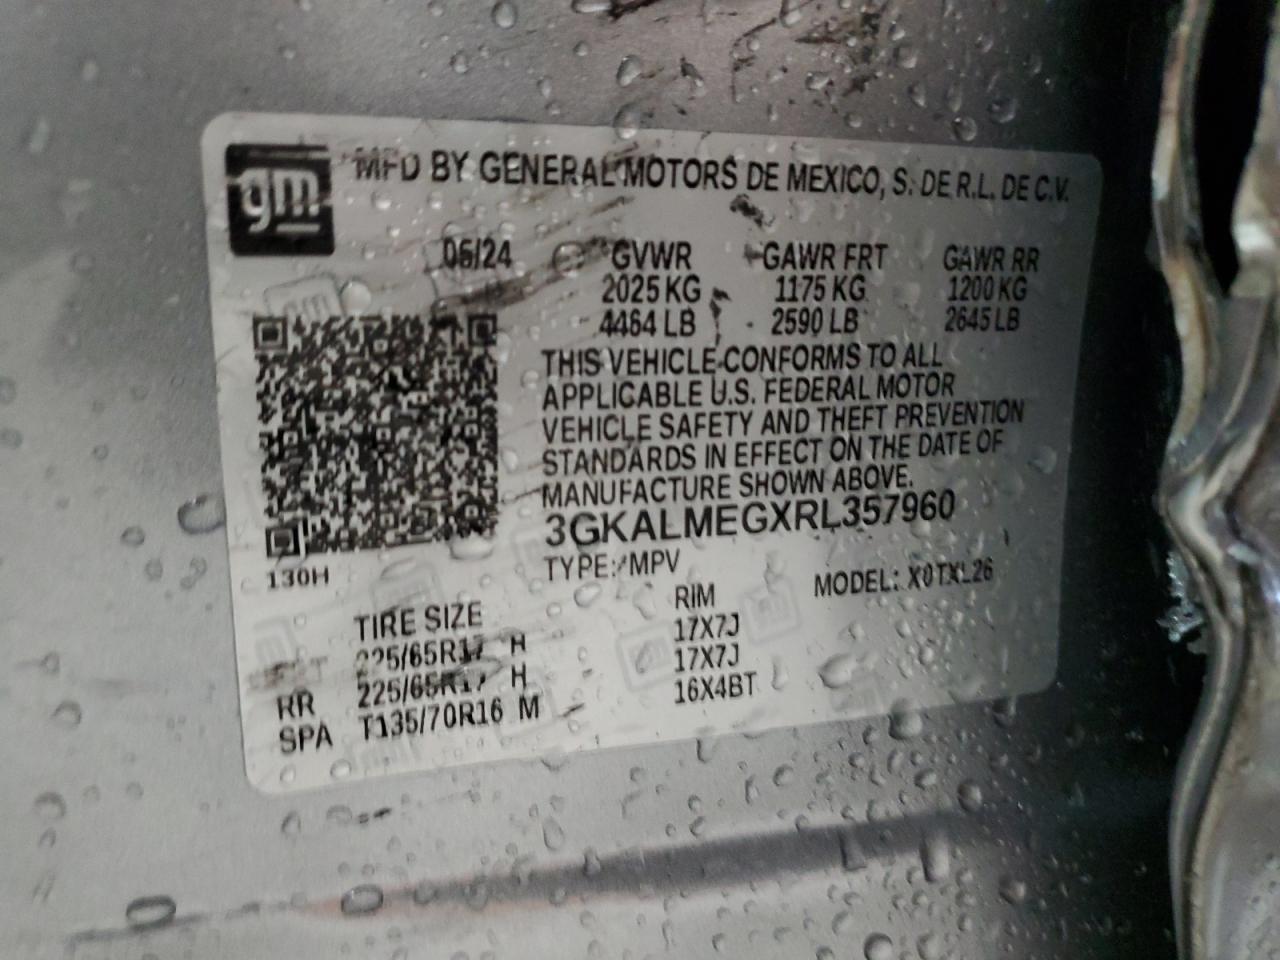 gm
MFD BY GENERAL MOTORS DE MEXICO, S. DE R.L. DE C.V.
06/24 GVWR GAWR FRT GAWR RR
2025 KG 1175 KG 1200 KG
4464 LB 2590 LB 2645 LB
THIS VEHICLE CONFORMS TO ALL
APPLICABLE U.S. FEDERAL MOTOR
VEHICLE SAFETY AND THEFT PREVENTION
STANDARDS IN EFFECT ON THE DATE OF
MANUFACTURE SHOWN ABOVE.
3GKALMEGXRL357960
TYPE: MPV MODEL: X0TXL26
130H
TIRE SIZE RIM
225/65R17 H 17X7J
RR 225/65R17 H 17X7J
SPA T135/70R16 M 16X4BT